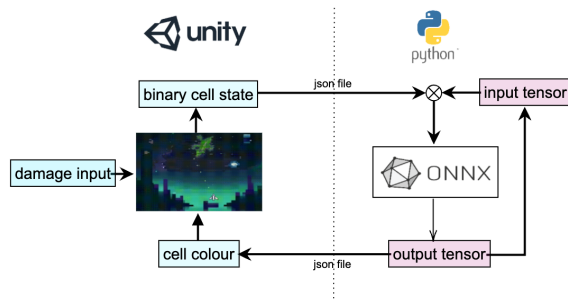 unity
python
binary cell state
json file
input tensor
damage input
ONNX
cell colour
json file
output tensor